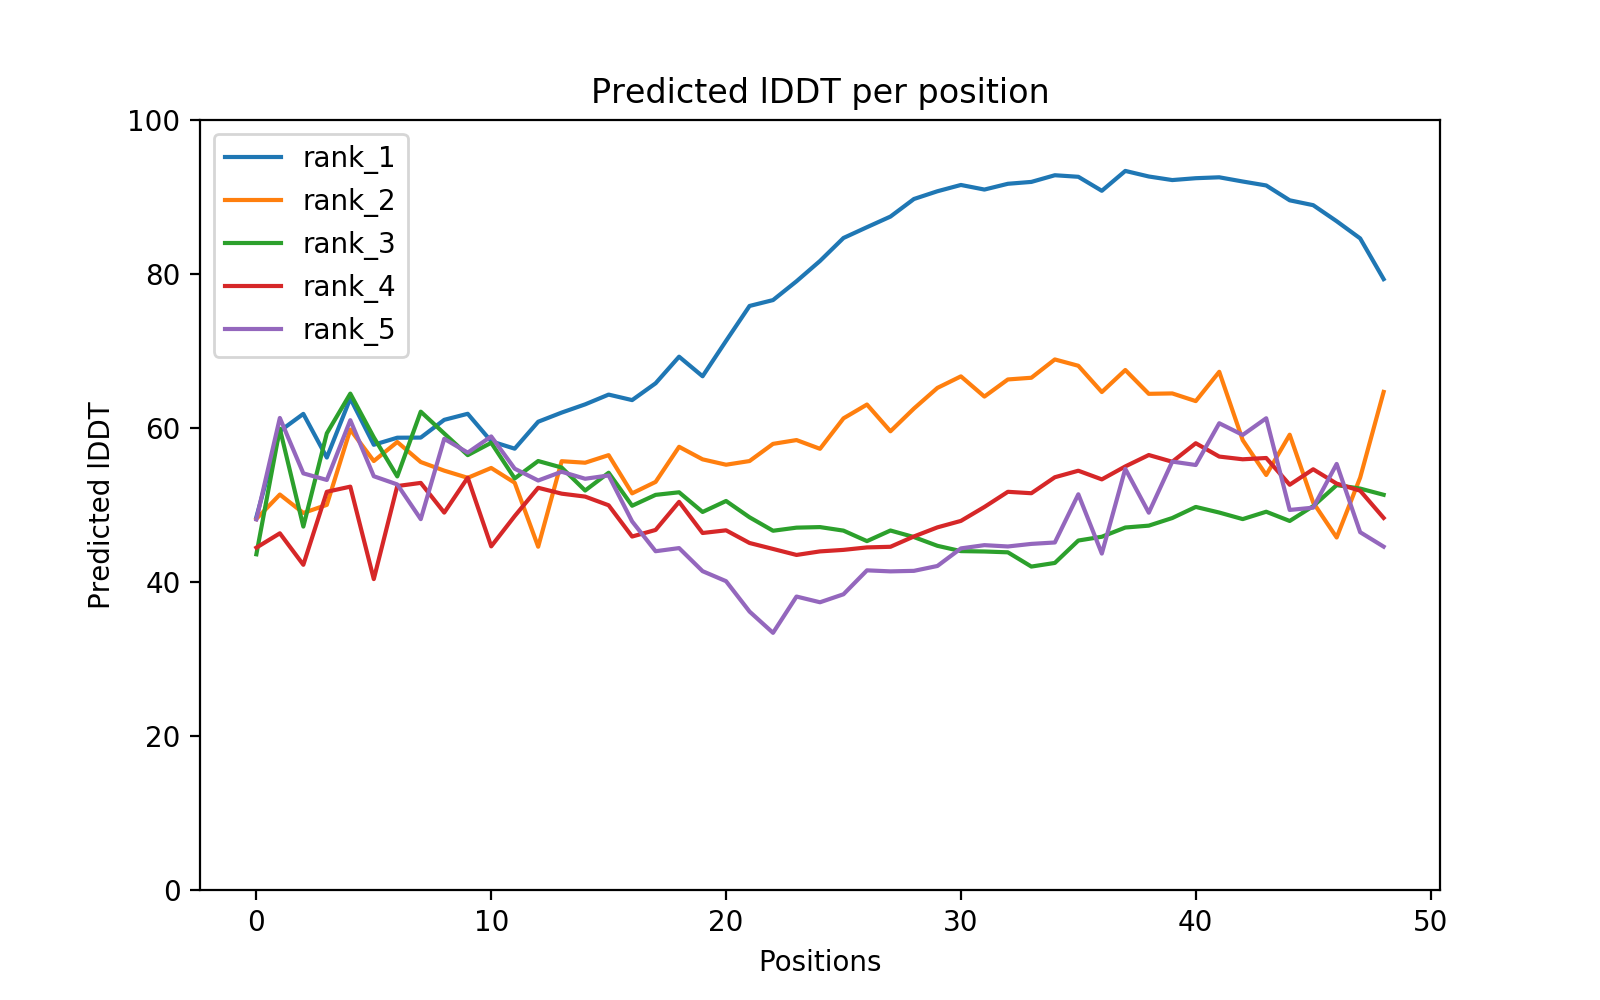 Predicted lDDT per position
100
80
60
40
20
0
Predicted lDDT
rank_1
rank_2
rank_3
rank_4
rank_5
0 10 20 30 40 50
Positions